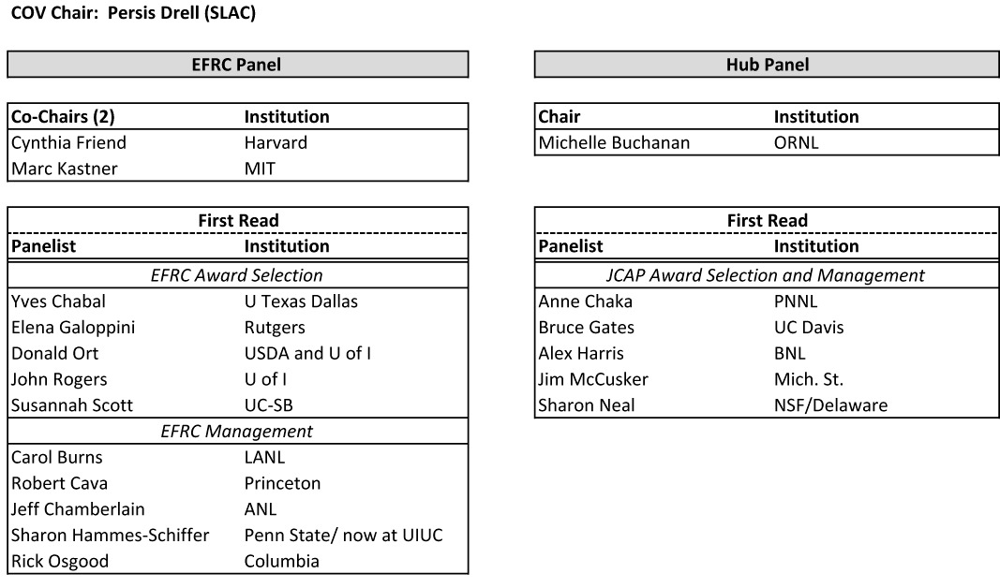 COV Chair:  Persis Drell (SLAC)
EFRC Panel
Co-Chairs (2) Institution
Cynthia Friend Harvard
Marc Kastner MIT
First Read
Panelist Institution
EFRC Award Selection
Yves Chabal U Texas Dallas
Elena Galoppini Rutgers
Donald Ort USDA and U of I
John Rogers U of I
Susannah Scott UC-SB
EFRC Management
Carol Burns LANL
Robert Cava Princeton
Jeff Chamberlain ANL
Sharon Hammes-Schiffer Penn State/ now at UIUC
Rick Osgood Columbia
Hub Panel
Chair Institution
Michelle Buchanan ORNL
First Read
Panelist Institution
JCAP Award Selection and Management
Anne Chaka PNNL
Bruce Gates UC Davis
Alex Harris BNL
Jim McCusker Mich. St.
Sharon Neal NSF/Delaware